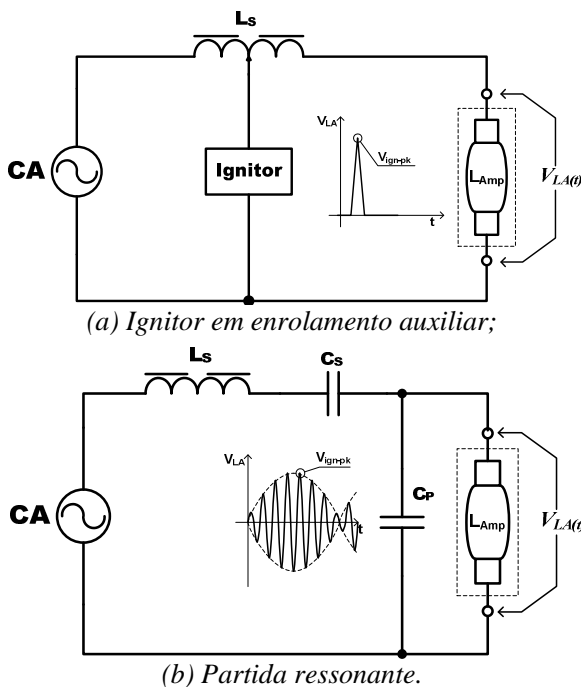 Ls
CA
Ignitor
VLA
Vign-pk
t
LAmp
VLA(t)
(a) Ignitor em enrolamento auxiliar;
Ls
Cs
CA
VLA
Vign-pk
t
CP
LAmp
VLA(t)
(b) Partida ressonante.